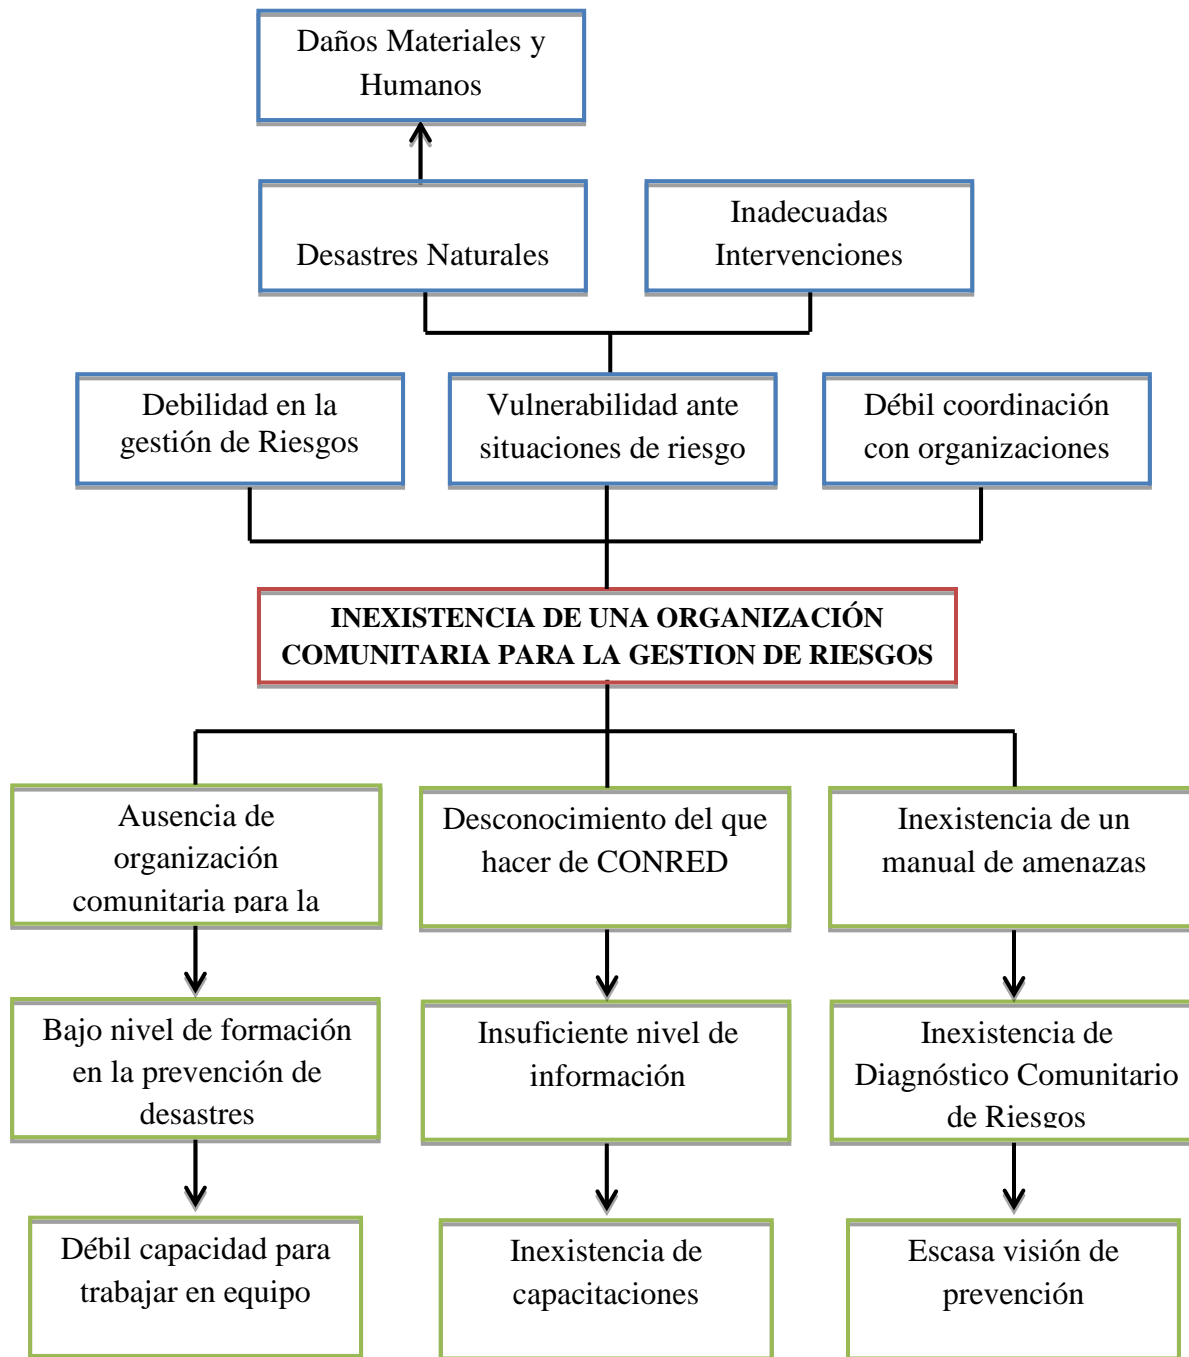 Daños Materiales y
Humanos
Desastres Naturales
Inadecuadas
Intervenciones
Debilidad en la
gestión de Riesgos
Vulnerabilidad ante
situaciones de riesgo
Débil coordinación
con organizaciones
INEXISTENCIA DE UNA ORGANIZACIÓN
COMUNITARIA PARA LA GESTION DE RIESGOS
Ausencia de
organización
comunitaria para la
Desconocimiento del que
hacer de CONRED
Inexistencia de un
manual de amenazas
Bajo nivel de formación
en la prevención de
desastres
Insuficiente nivel de
información
Inexistencia de
Diagnóstico Comunitario
de Riesgos
Débil capacidad para
trabajar en equipo
Inexistencia de
capacitaciones
Escasa visión de
prevención